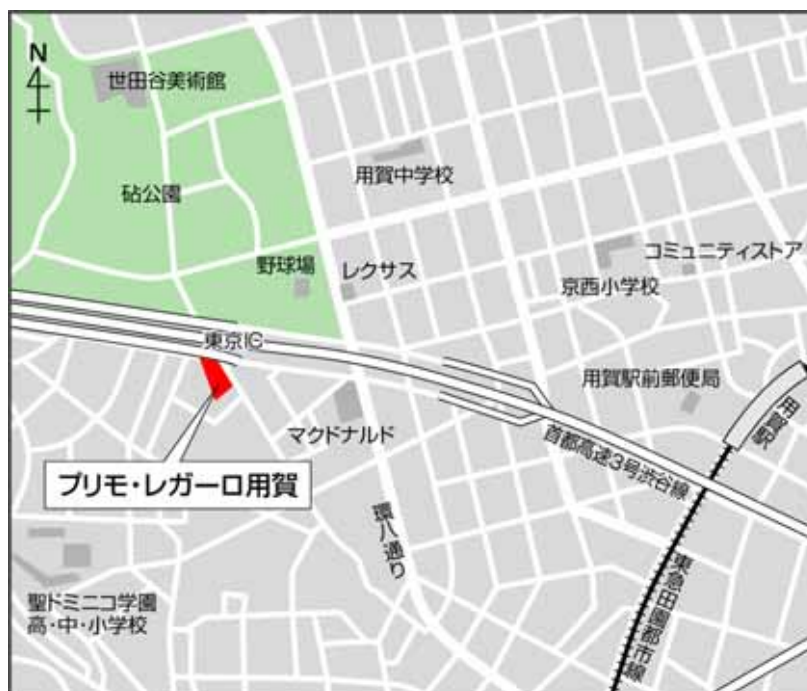 N
世田谷美術館
用賀中学校
砧公園
コミュニティストア
野球場
レクサス
京西小学校
東京IC
用賀駅前郵便局
用賀駅
マクドナルド
首都高速3号渋谷線
プリモ・レガーロ用賀
環八通り
東急田園都市線
聖ドミニコ学園
高・中・小学校